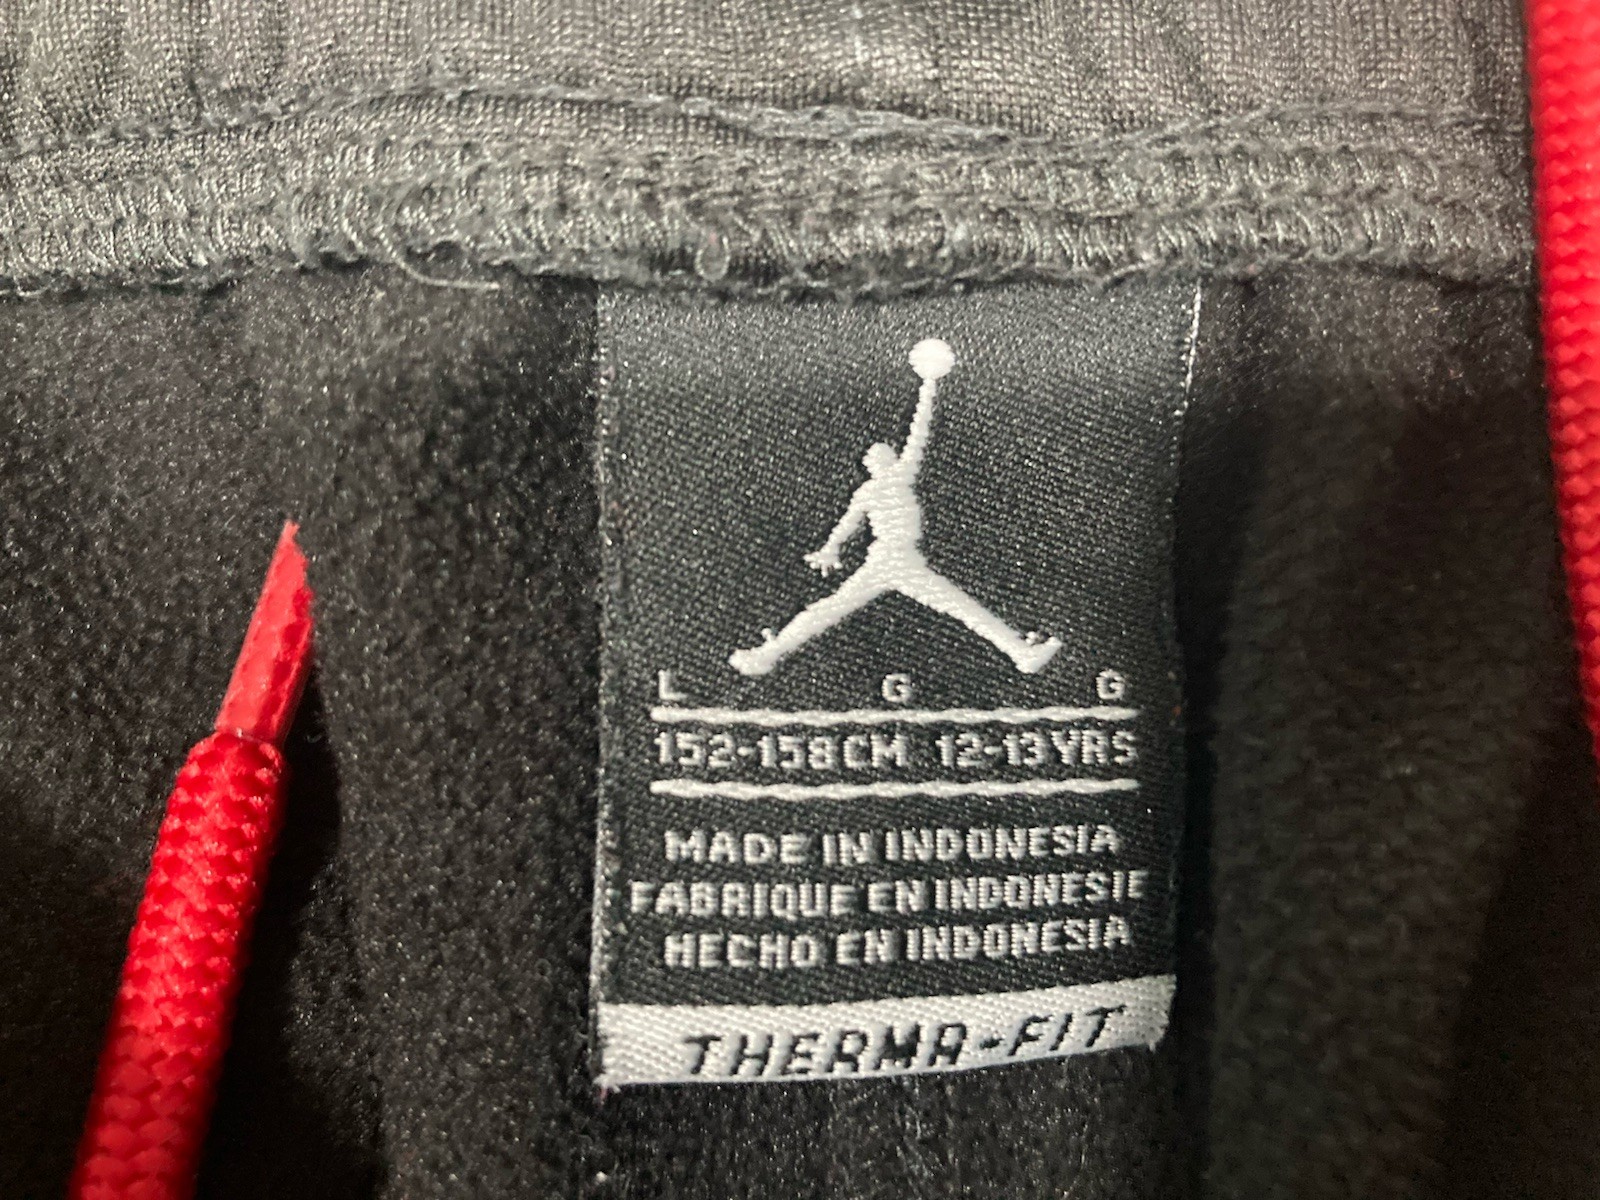 L G G
152-158CM 12-13YRS
MADE IN INDONESIA
FABRIQUE EN INDONESIE
HECHO EN INDONESIA
THERMA-FIT